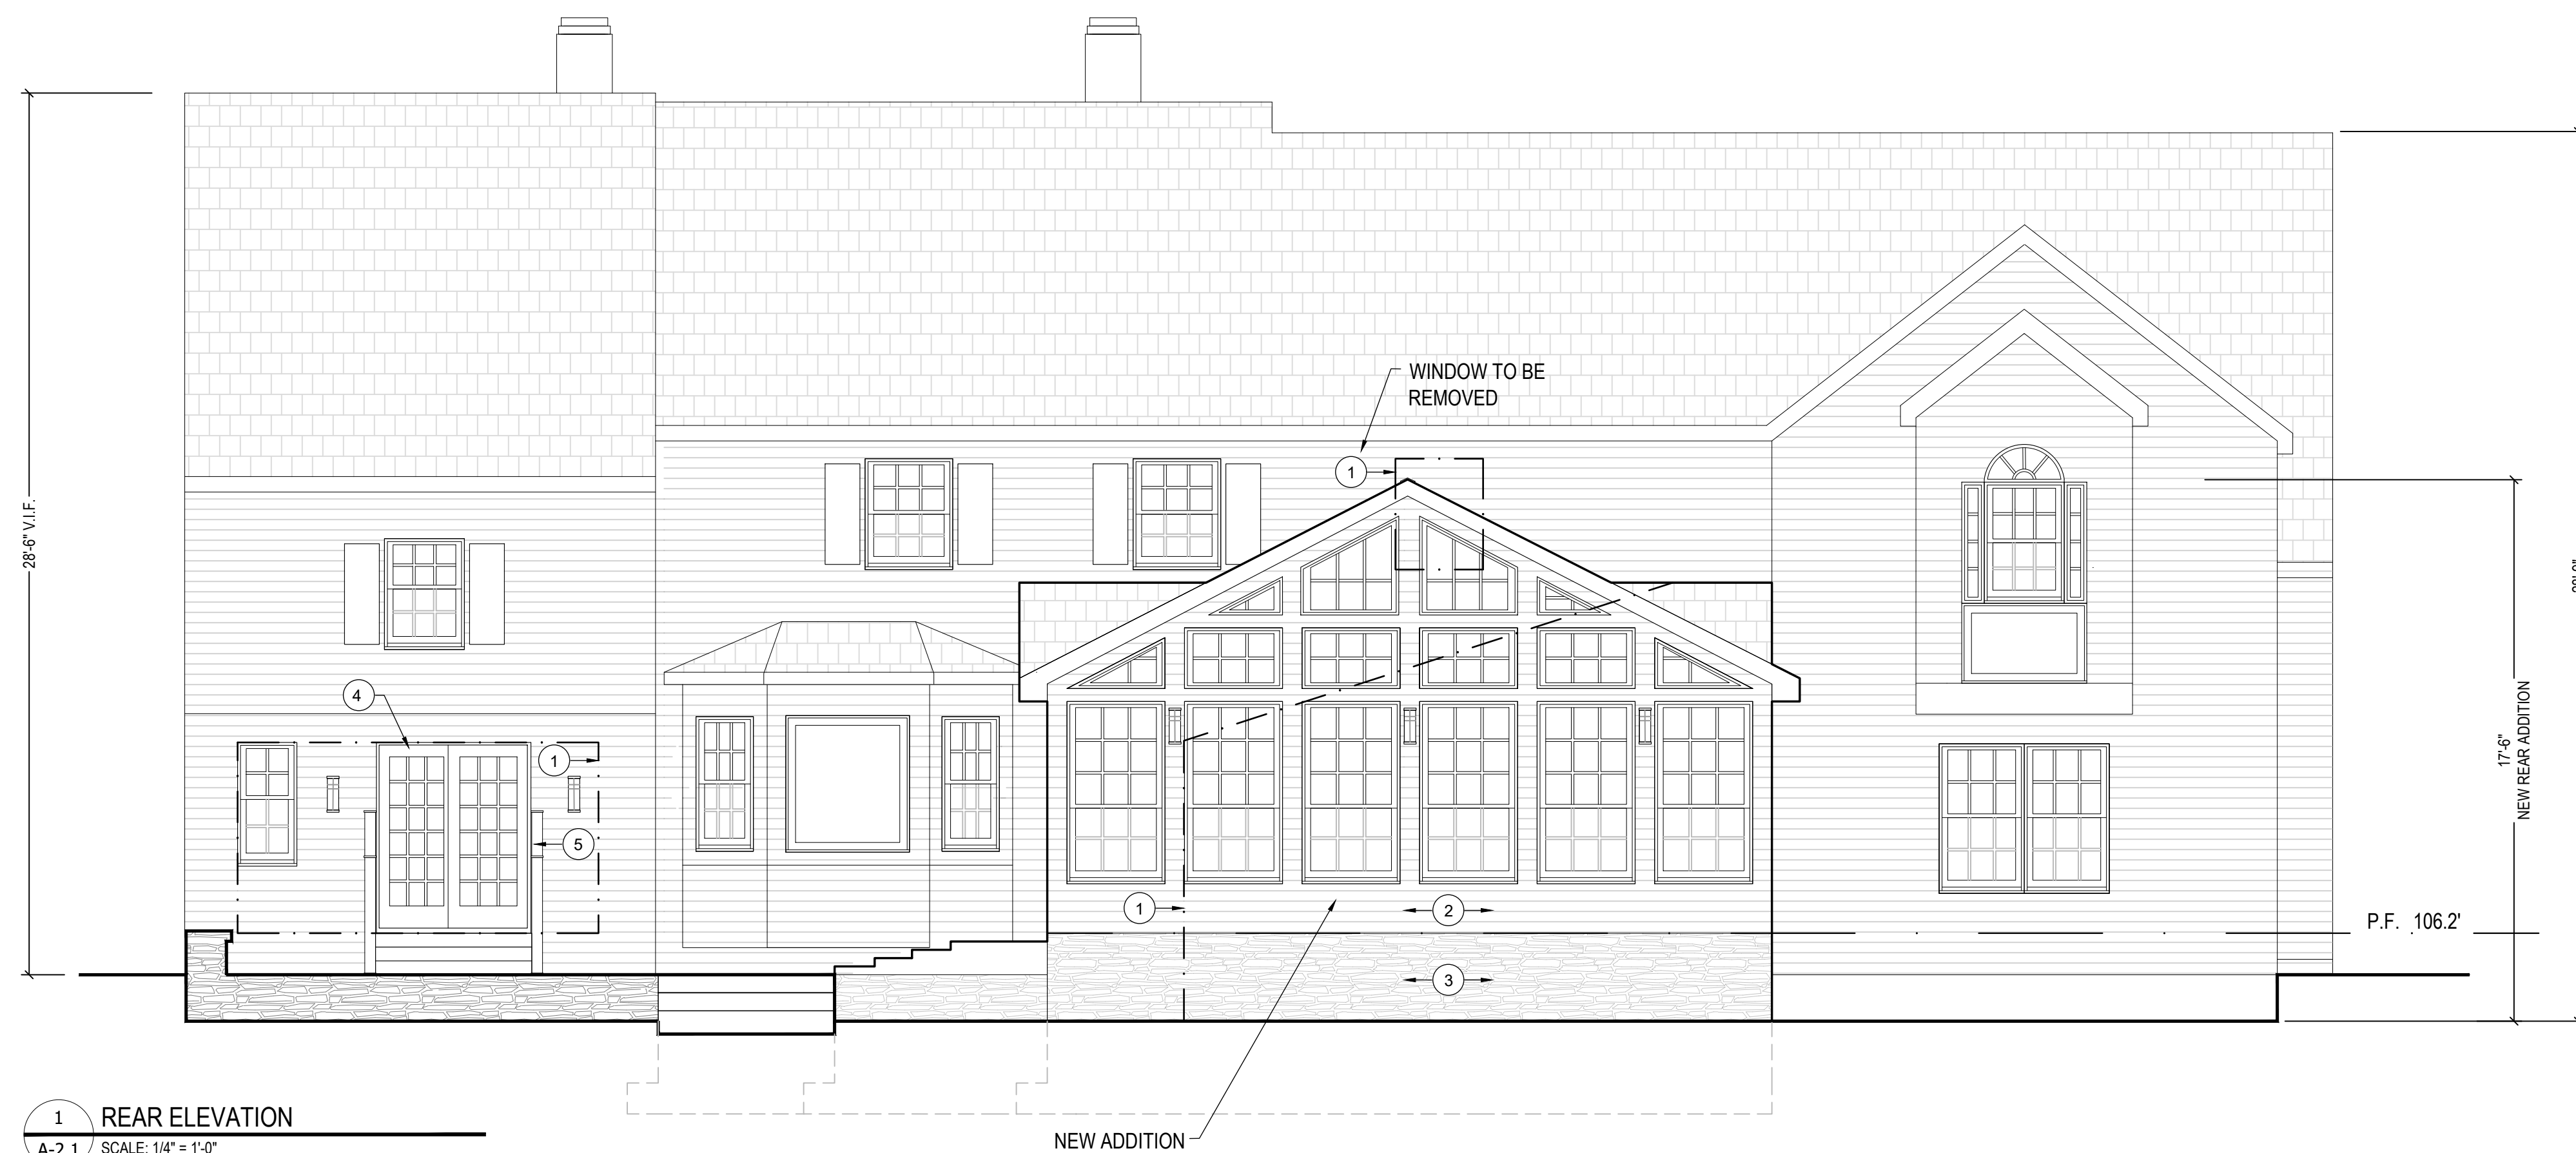 WINDOW TO BE
REMOVED
1
28'-6" V.I.F.
4
1
5
17'-6"
NEW REAR ADDITION
1
2
P.F. 106.2'
3
1
REAR ELEVATION
A-2.1
SCALE: 1/4" = 1'-0"
NEW ADDITION